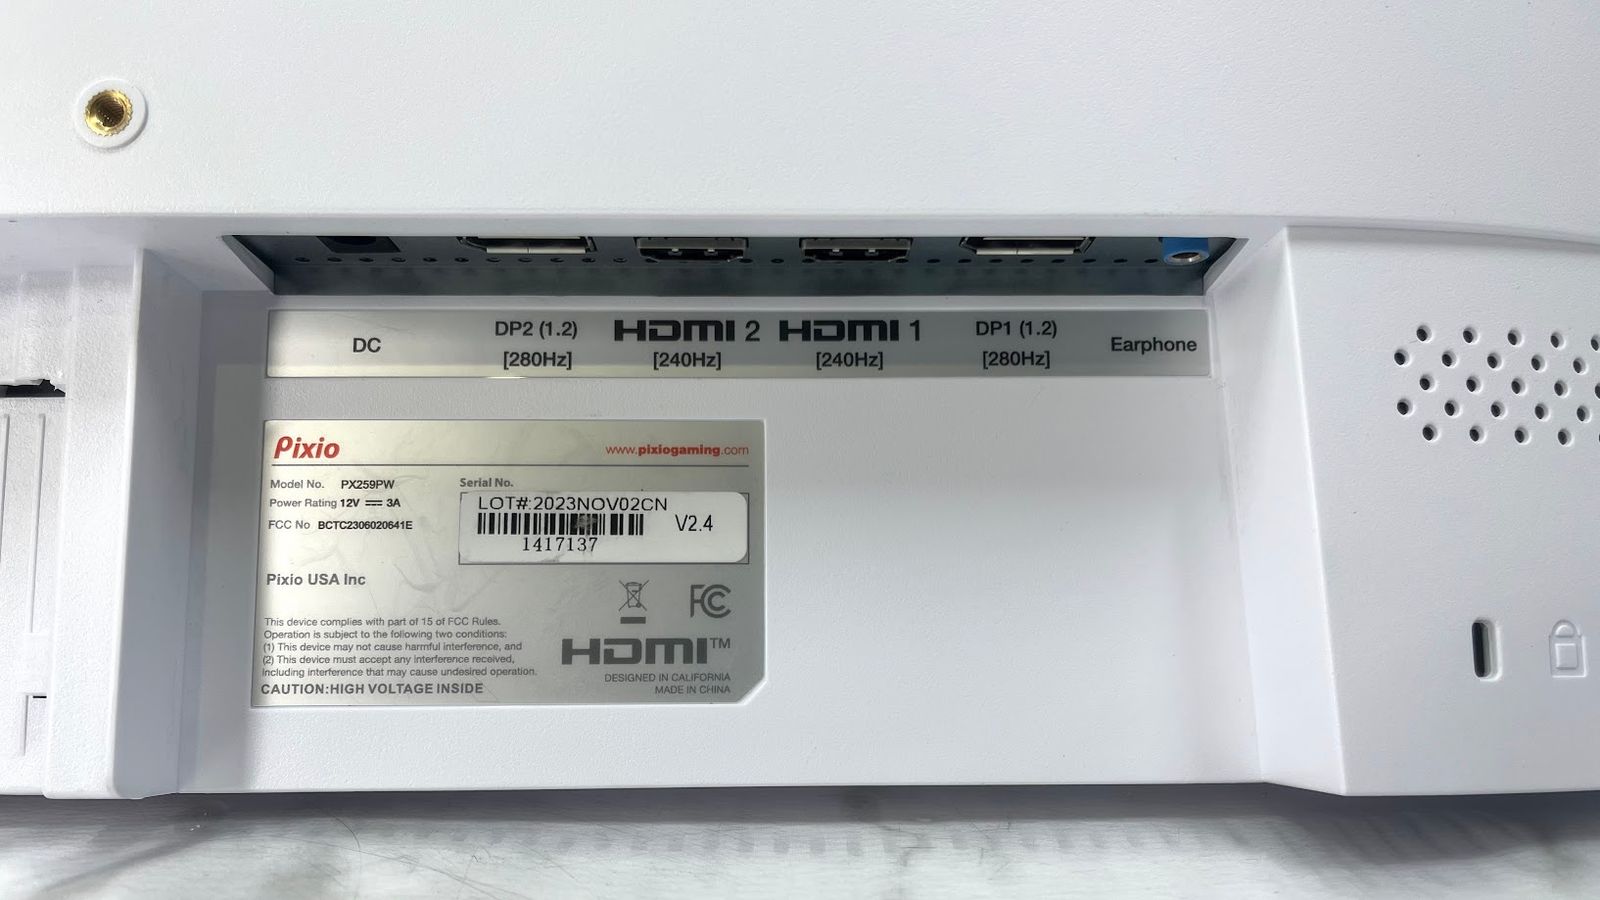 DC
DP2 (1.2)
[280Hz]
HDMI 2
[240Hz]
HDMI 1
[240Hz]
DP1 (1.2)
[280Hz]
Earphone
Pixio
www.pixiogaming.com
Model No. PX259PW
Power Rating 12V ⎓ 3A
FCC No BCTC2306020641E
Serial No.
LOT#:2023NOV02CN
V2.4
1417137
Pixio USA Inc
FC
This device complies with part of 15 of FCC Rules.
Operation is subject to the following two conditions:
(1) This device may not cause harmful interference, and
(2) This device must accept any interference received,
including interference that may cause undesired operation.
CAUTION:HIGH VOLTAGE INSIDE
HDMI™
DESIGNED IN CALIFORNIA
MADE IN CHINA